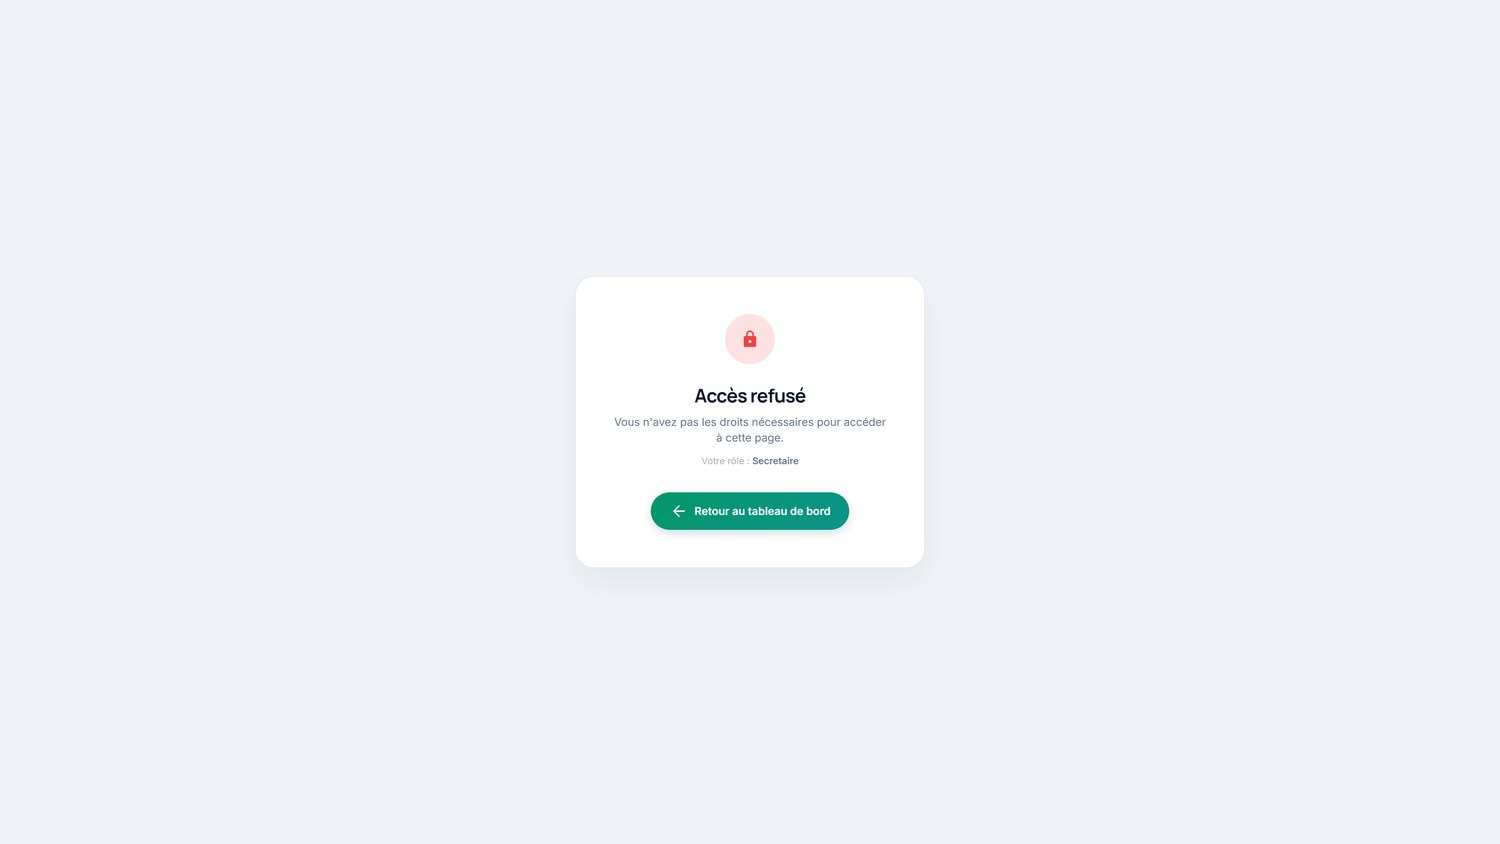 Accès refusé
Vous n'avez pas les droits nécessaires pour accéder
à cette page.
Votre rôle : Secretaire
Retour au tableau de bord